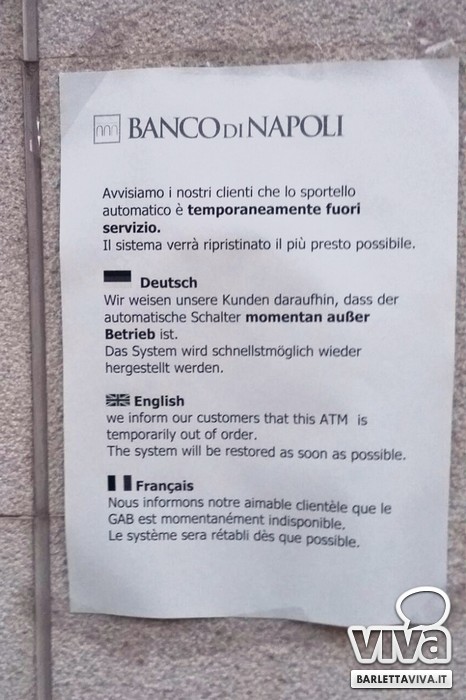 BANCO DI NAPOLI
Avvisiamo i nostri clienti che lo sportello
automatico è temporaneamente fuori
servizio.
Il sistema verrà ripristinato il più presto possibile.
Deutsch
Wir weisen unsere Kunden daraufhin, dass der
automatische Schalter momentan außer
Betrieb ist.
Das System wird schnellstmöglich wieder
hergestellt werden.
English
we inform our customers that this ATM is
temporarily out of order.
The system will be restored as soon as possible.
Français
Nous informons notre aimable clientèle que le
GAB est momentanément indisponible.
Le système sera rétabli dès que possible.
viva
BARLETTAVIVA.IT